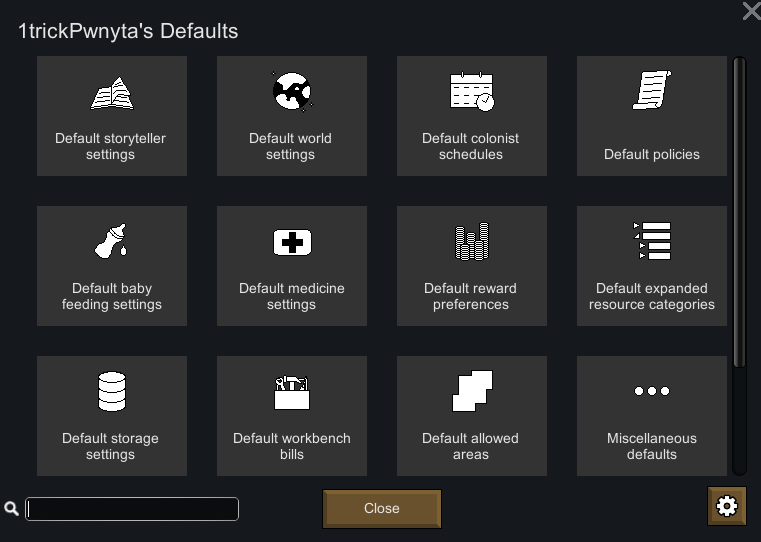 1trickPwnyta's Defaults
Default storyteller
settings
Default world
settings
Default colonist
schedules
Default policies
Default baby
feeding settings
Default medicine
settings
Default reward
preferences
Default expanded
resource categories
Default storage
settings
Default workbench
bills
Default allowed
areas
Miscellaneous
defaults
Close